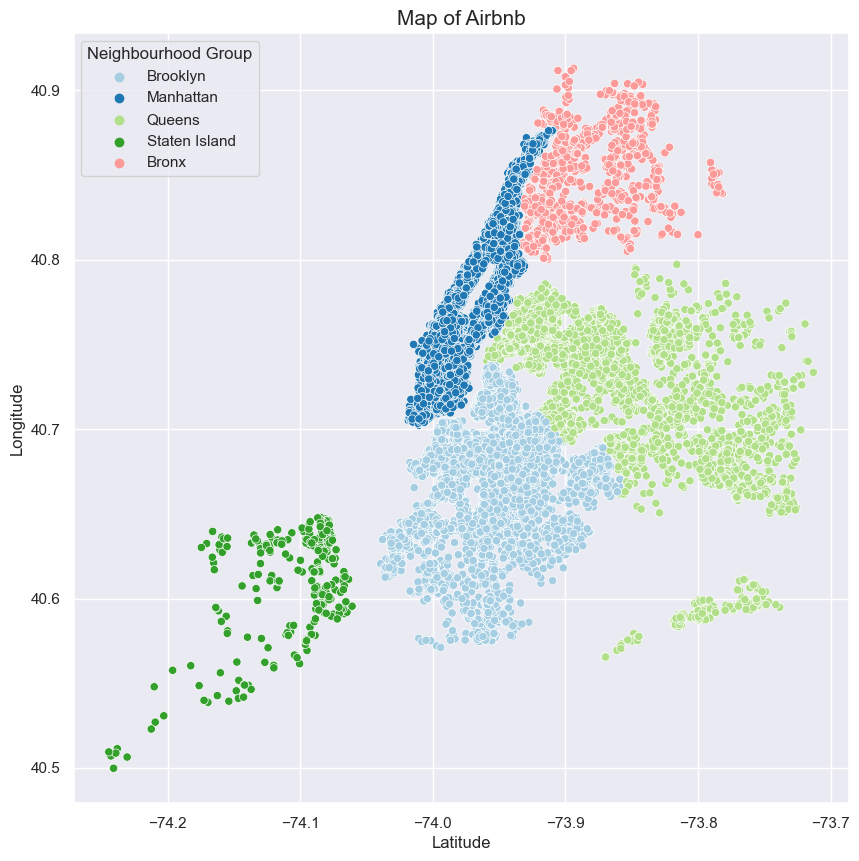 Map of Airbnb
Neighbourhood Group
Brooklyn
Manhattan
Queens
Staten Island
Bronx
40.9
40.8
40.7
40.6
40.5
Longitude
−74.2
−74.1
−74.0
−73.9
−73.8
−73.7
Latitude